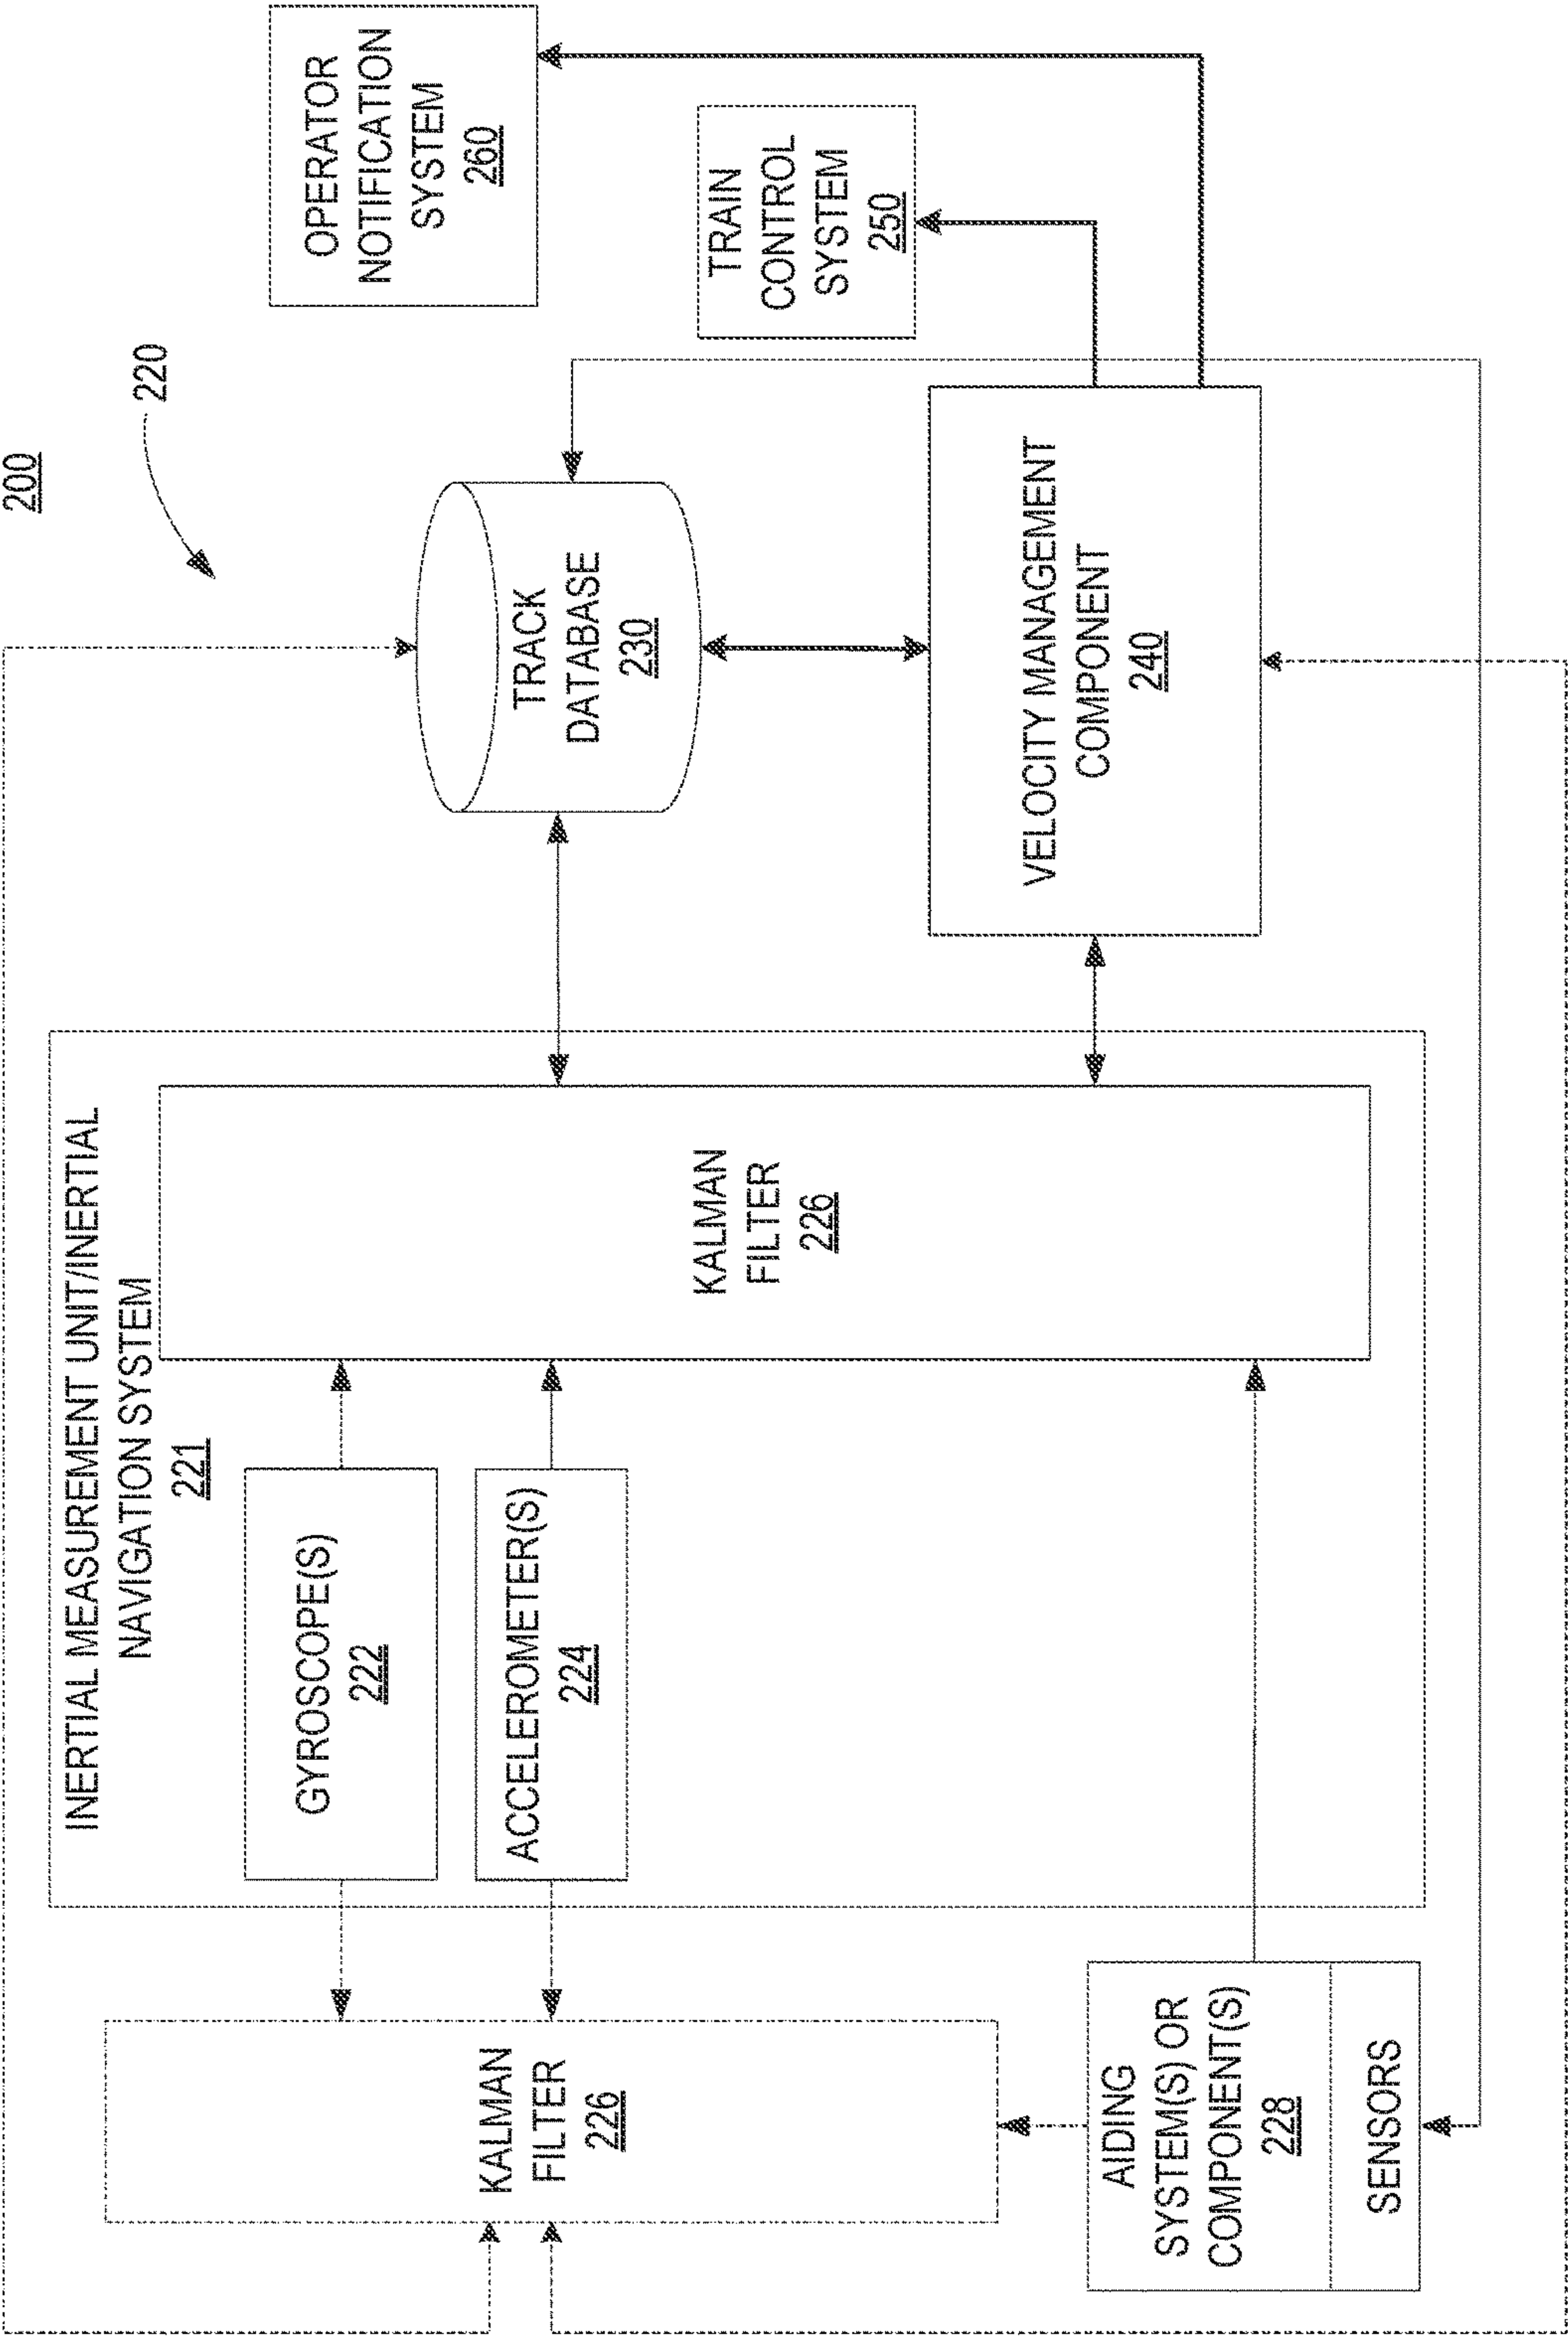 200
220
INERTIAL MEASUREMENT UNIT/INERTIAL
NAVIGATION SYSTEM
221
KALMAN
FILTER
226
GYROSCOPE(S)
222
ACCELEROMETER(S)
224
KALMAN
FILTER
226
AIDING
SYSTEM(S) OR
COMPONENT(S)
228
SENSORS
TRACK
DATABASE
230
VELOCITY MANAGEMENT
COMPONENT
240
OPERATOR
NOTIFICATION
SYSTEM
260
TRAIN
CONTROL
SYSTEM
250